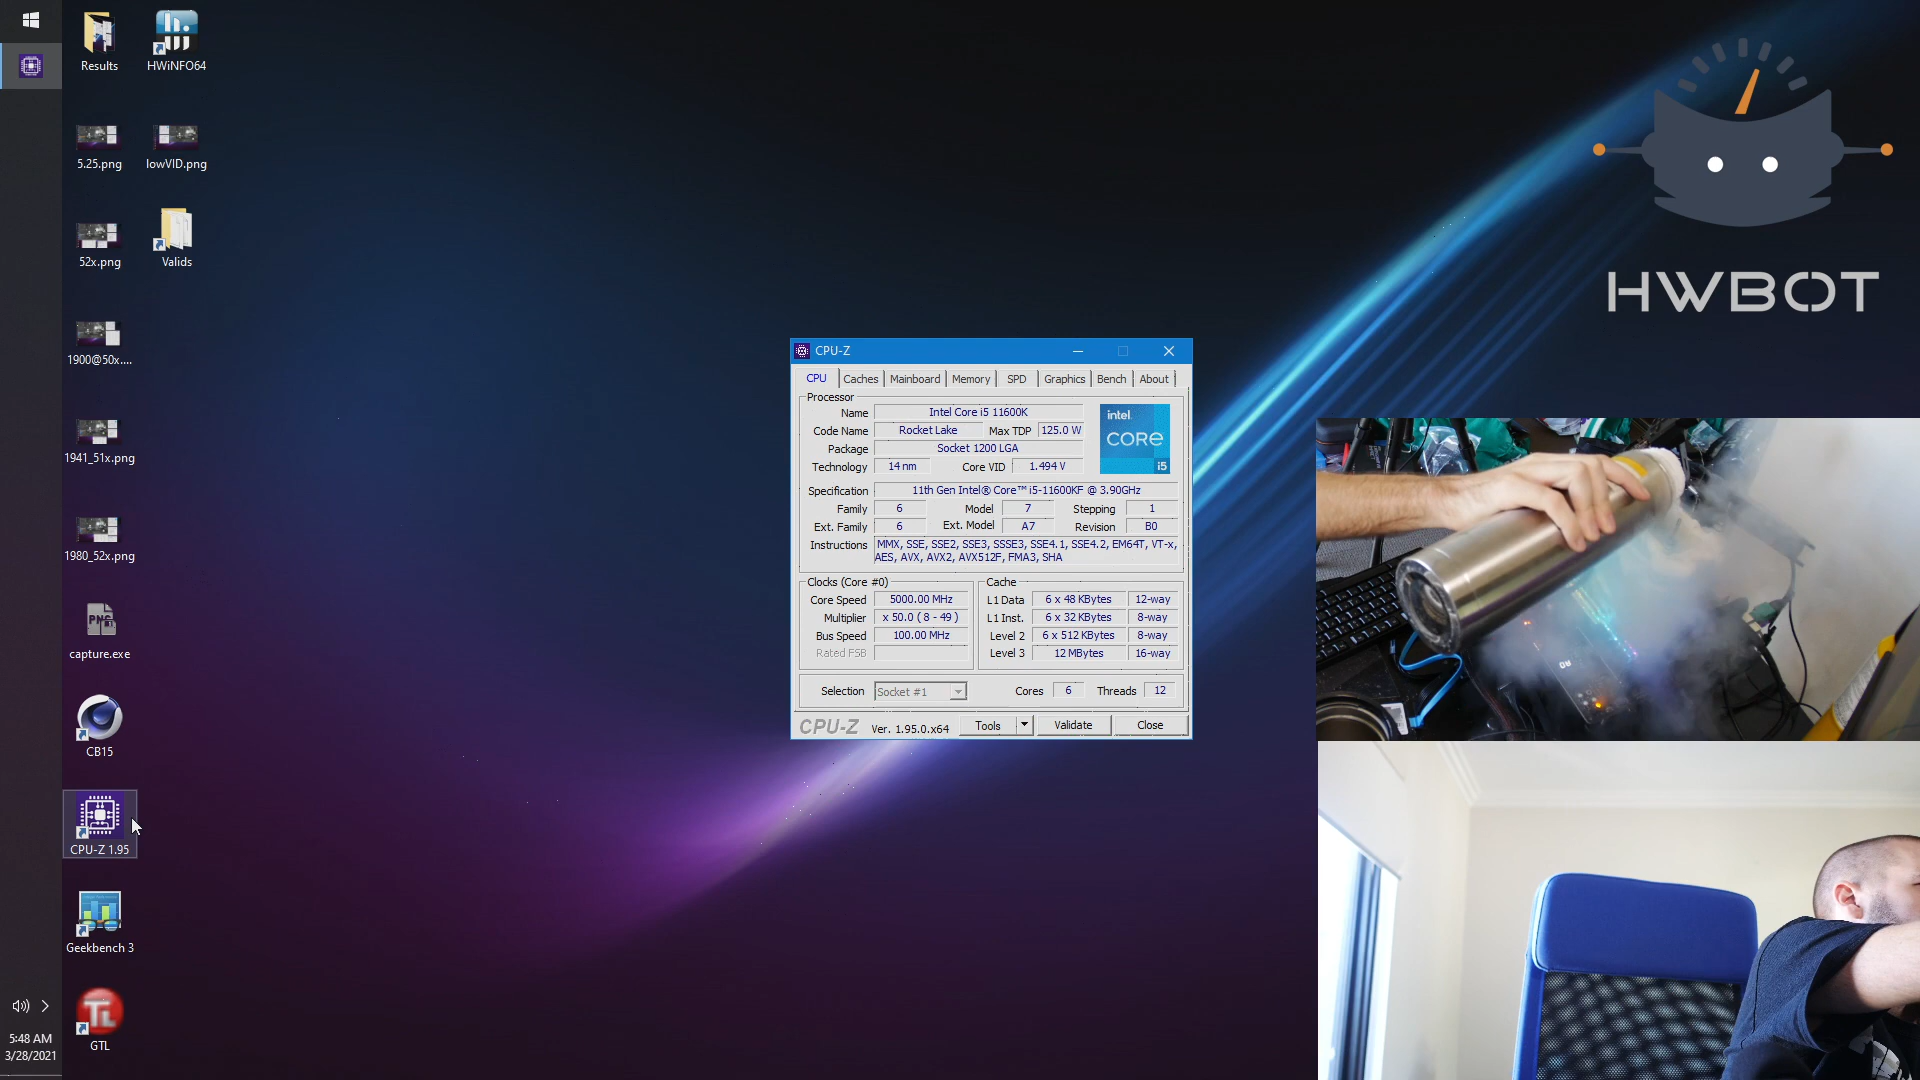 Results
HWiNFO64
5.25.png
lowVID.png
52x.png
Valids
1900@50x....
1941_51x.png
1980_52x.png
PNG
capture.exe
CB15
CPU-Z 1.95
Geekbench 3
TL
GTL
5:48 AM
3/28/2021
HWBOT
CPU-Z
CPU Caches Mainboard Memory SPD Graphics Bench About
Processor
Name Intel Core i5 11600K
Code Name Rocket Lake Max TDP 125.0 W
Package Socket 1200 LGA
Technology 14 nm Core VID 1.494 V
intel.
CORE
i5
Specification 11th Gen Intel® Core™ i5-11600KF @ 3.90GHz
Family 6 Model 7 Stepping 1
Ext. Family 6 Ext. Model A7 Revision B0
Instructions MMX, SSE, SSE2, SSE3, SSSE3, SSE4.1, SSE4.2, EM64T, VT-x,
AES, AVX, AVX2, AVX512F, FMA3, SHA
Clocks (Core #0)
Core Speed 5000.00 MHz
Multiplier x 50.0 ( 8 - 49 )
Bus Speed 100.00 MHz
Rated FSB
Cache
L1 Data 6 x 48 KBytes 12-way
L1 Inst. 6 x 32 KBytes 8-way
Level 2 6 x 512 KBytes 8-way
Level 3 12 MBytes 16-way
Selection Socket #1 Cores 6 Threads 12
CPU-Z Ver. 1.95.0.x64 Tools Validate Close